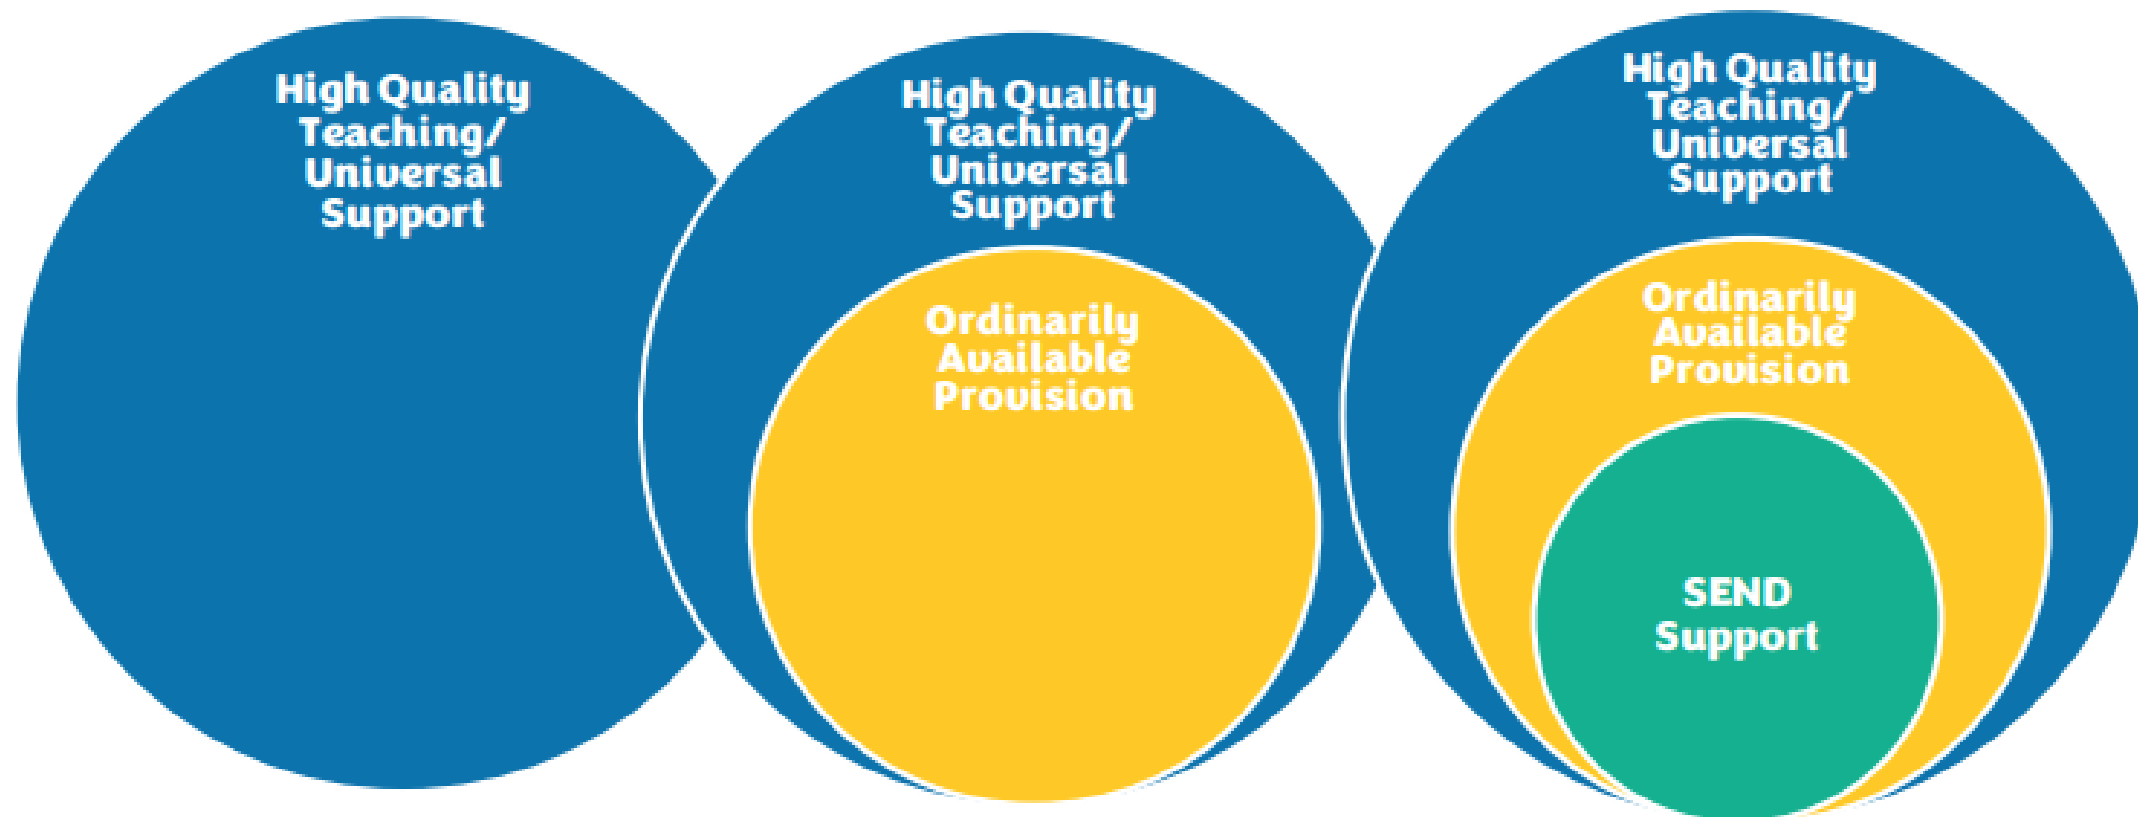 High Quality
Teaching/
Universal
Support
High Quality
Teaching/
Universal
Support
Ordinarily
Available
Provision
High Quality
Teaching/
Universal
Support
Ordinarily
Available
Provision
SEND
Support